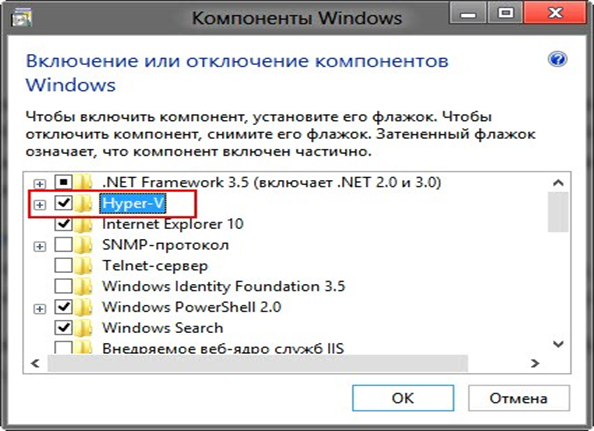 Компоненты Windows
Включение или отключение компонентов
Windows
Чтобы включить компонент, установите его флажок. Чтобы
отключить компонент, снимите его флажок. Затененный флажок
означает, что компонент включен частично.
.NET Framework 3.5 (включает .NET 2.0 и 3.0)
Hyper-V
Internet Explorer 10
SNMP-протокол
Telnet-сервер
Windows Identity Foundation 3.5
Windows PowerShell 2.0
Windows Search
Внедряемое веб-ядро служб IIS
OK
Отмена